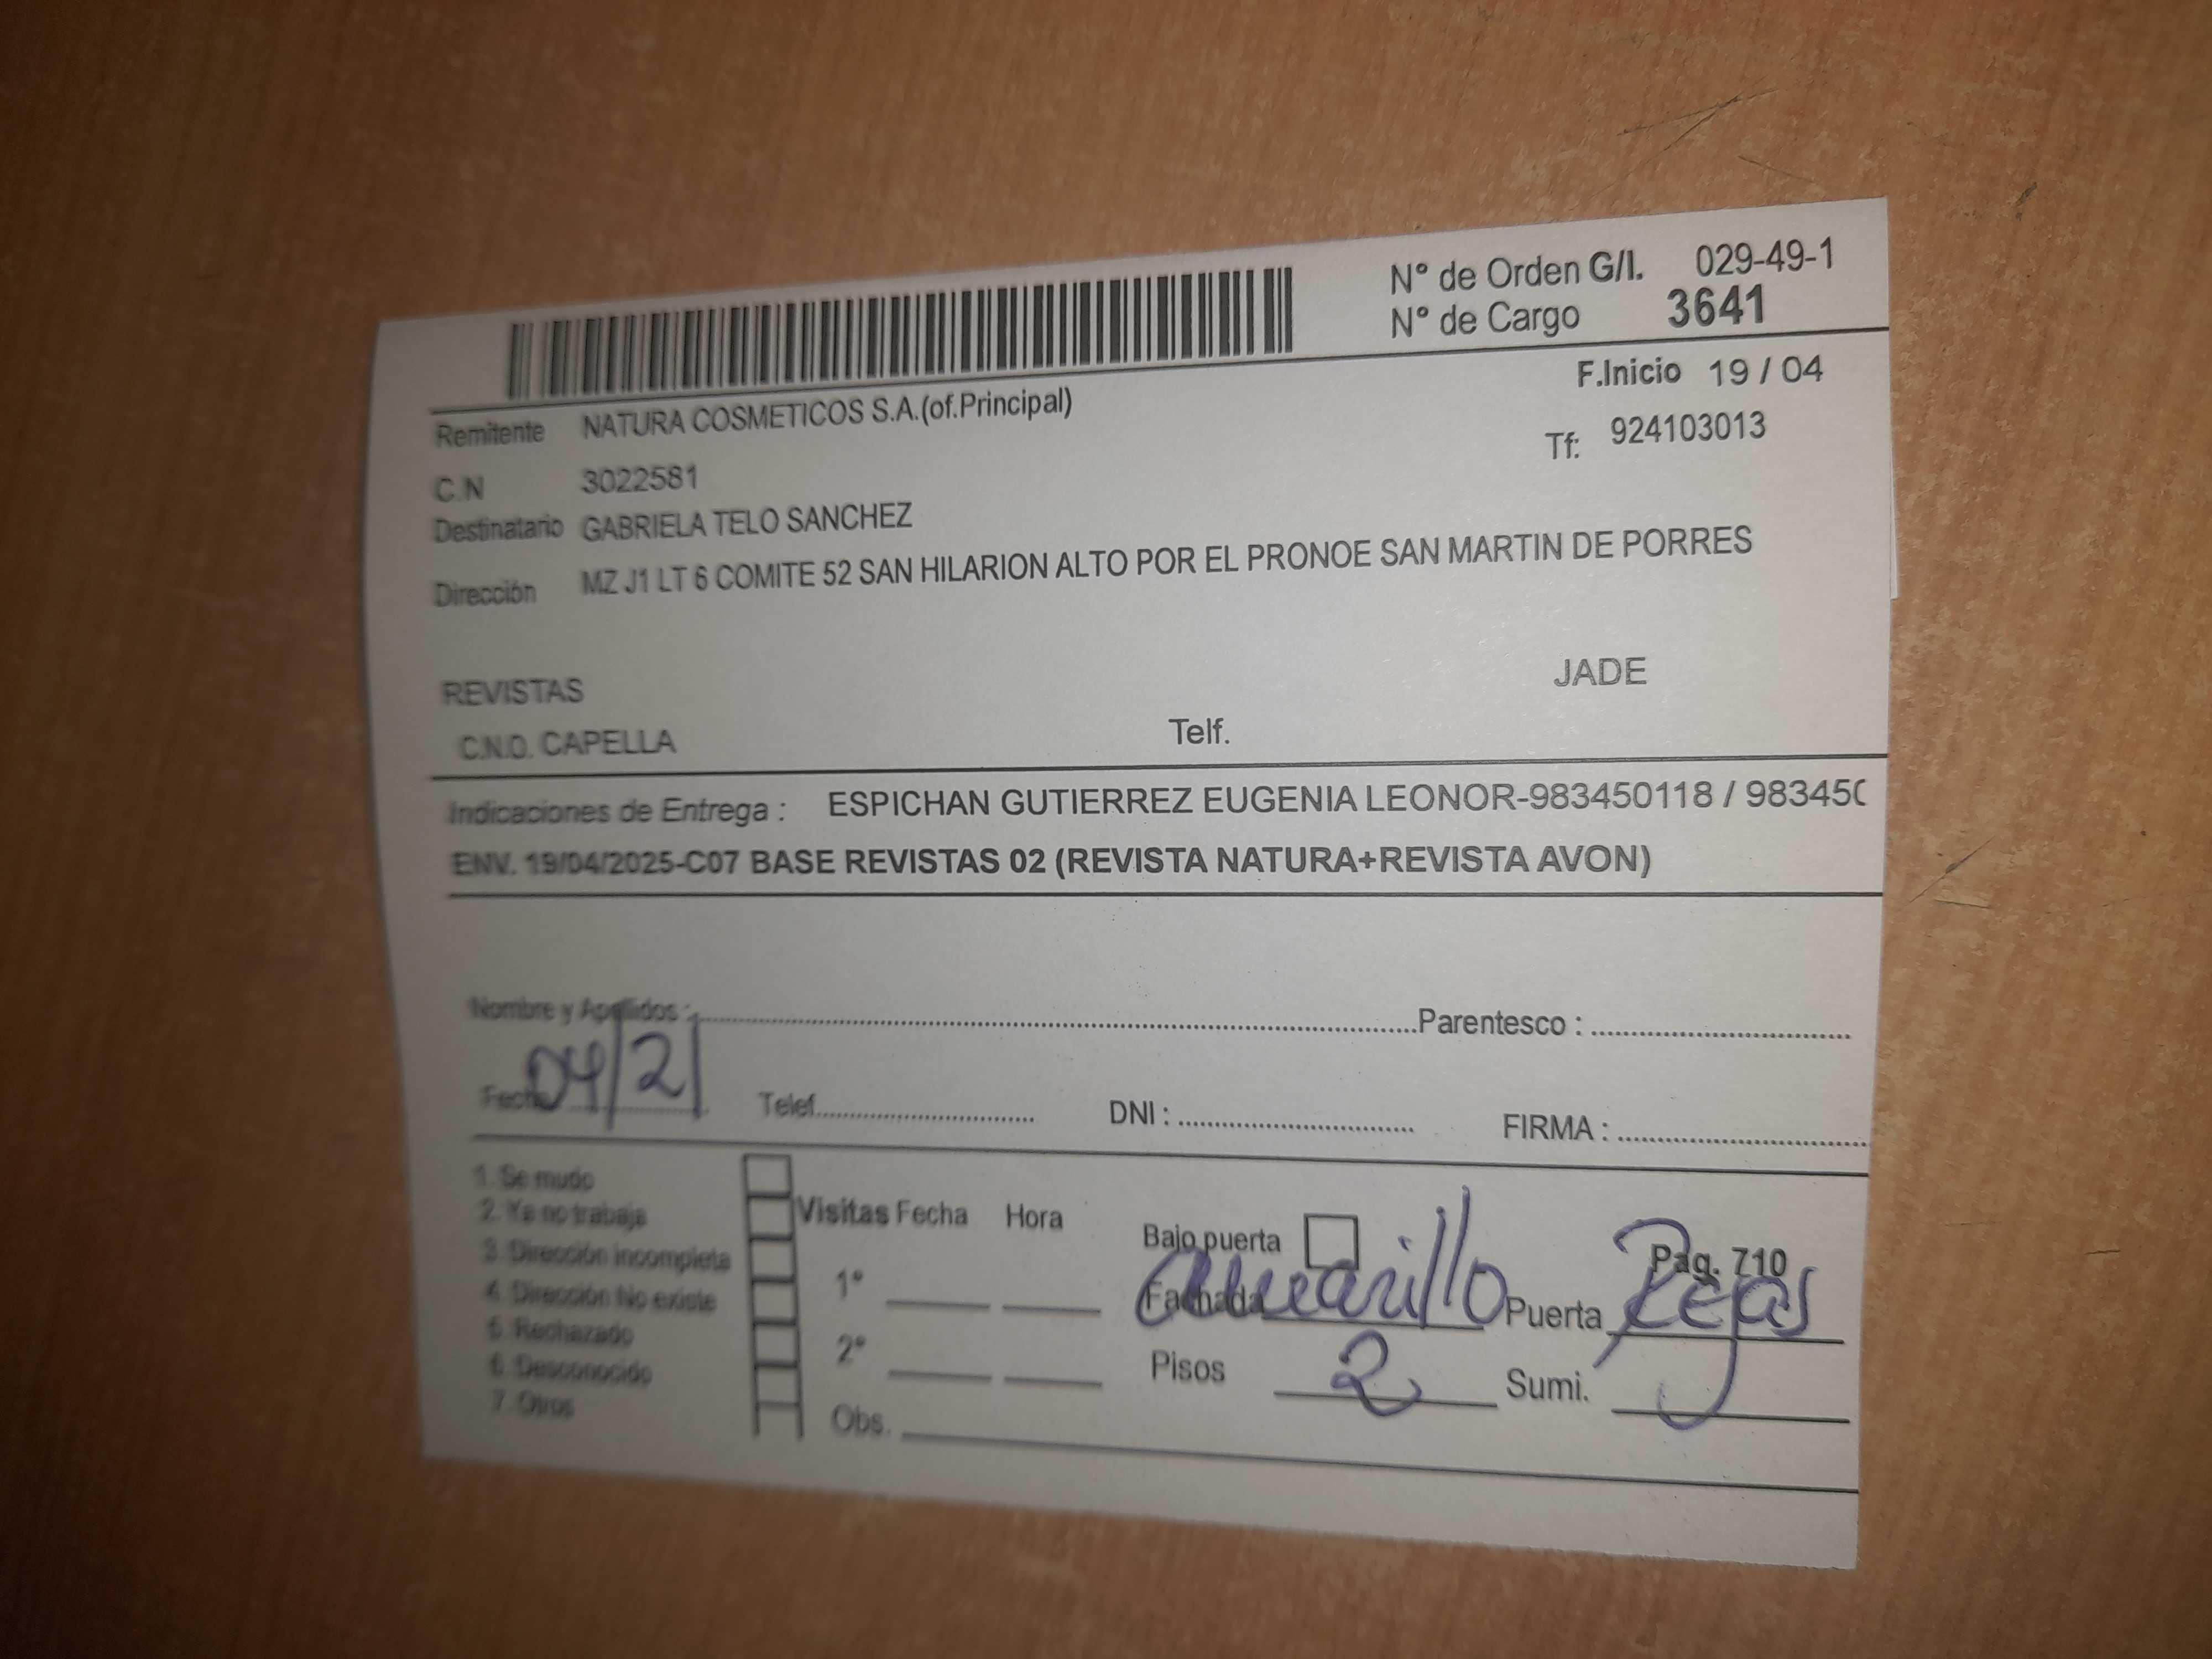 N° de Orden G/I. 029-49-1
N° de Cargo 3641
F.Inicio 19 / 04
Remitente NATURA COSMETICOS S.A.(of.Principal)
Tf: 924103013
C.N 3022581
Destinatario GABRIELA TELO SANCHEZ
Dirección MZ J1 LT 6 COMITE 52 SAN HILARION ALTO POR EL PRONOE SAN MARTIN DE PORRES
REVISTAS JADE
C.N.O. CAPELLA Telf.
Indicaciones de Entrega : ESPICHAN GUTIERREZ EUGENIA LEONOR-983450118 / 983450
ENV. 19/04/2025-C07 BASE REVISTAS 02 (REVISTA NATURA+REVISTA AVON)
Nombre y Apellidos : Parentesco :
Fecha 04/21 Telef. DNI : FIRMA :
1. Se mudo
2. Ya no trabaja
3. Dirección incompleta
4. Dirección No existe
5. Rechazado
6. Desconocido
7. Otros
Visitas Fecha Hora
1°
2°
Obs.
Bajo puerta Pag. 710
Fachada amarillo Puerta Rejas
Pisos 2 Sumi.